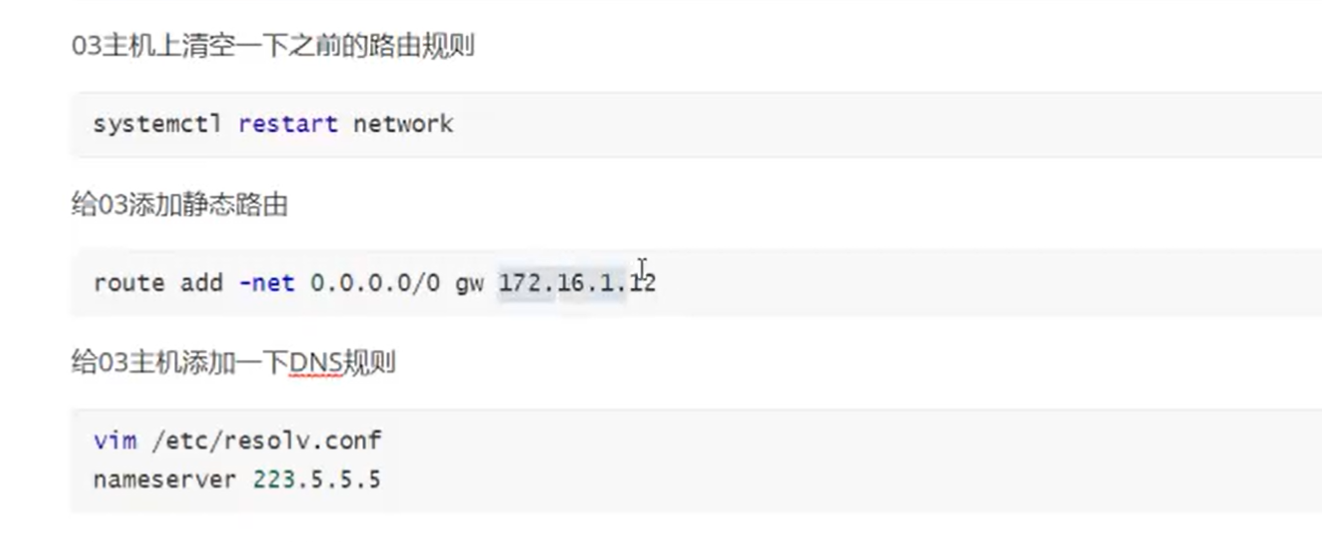 03主机上清空一下之前的路由规则
systemctl restart network
给03添加静态路由
route add -net 0.0.0.0/0 gw 172.16.1.12
给03主机添加一下DNS规则
vim /etc/resolv.conf
nameserver 223.5.5.5